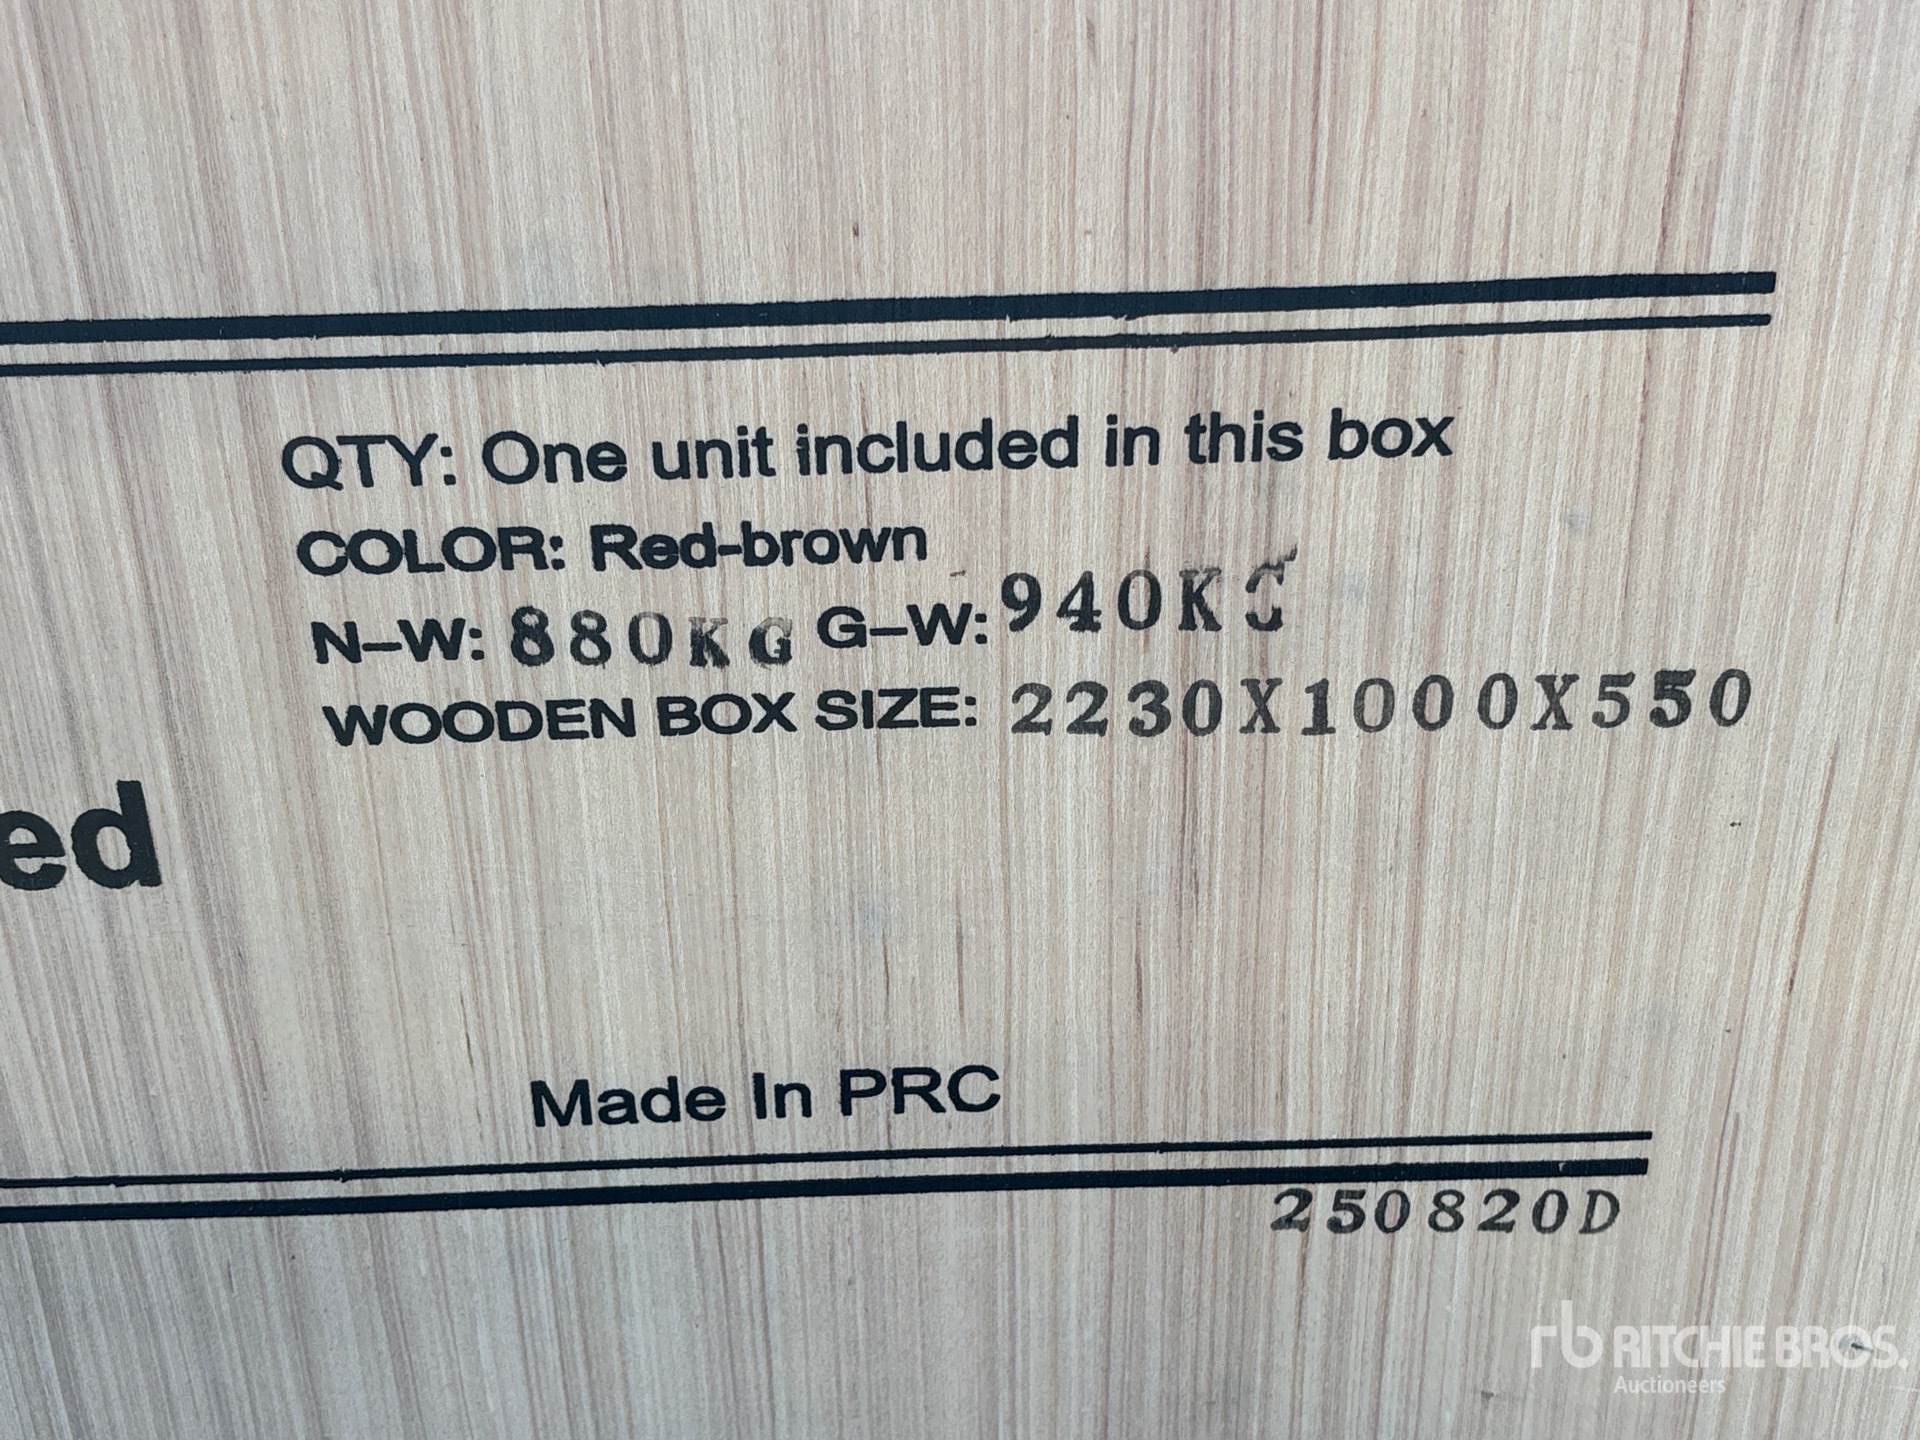 QTY: One unit included in this box
COLOR: Red-brown
N-W: 880KG G-W: 940KG
WOODEN BOX SIZE: 2230X1000X550
ed
Made In PRC
250820D
rb RITCHIE BROS.
Auctioneers